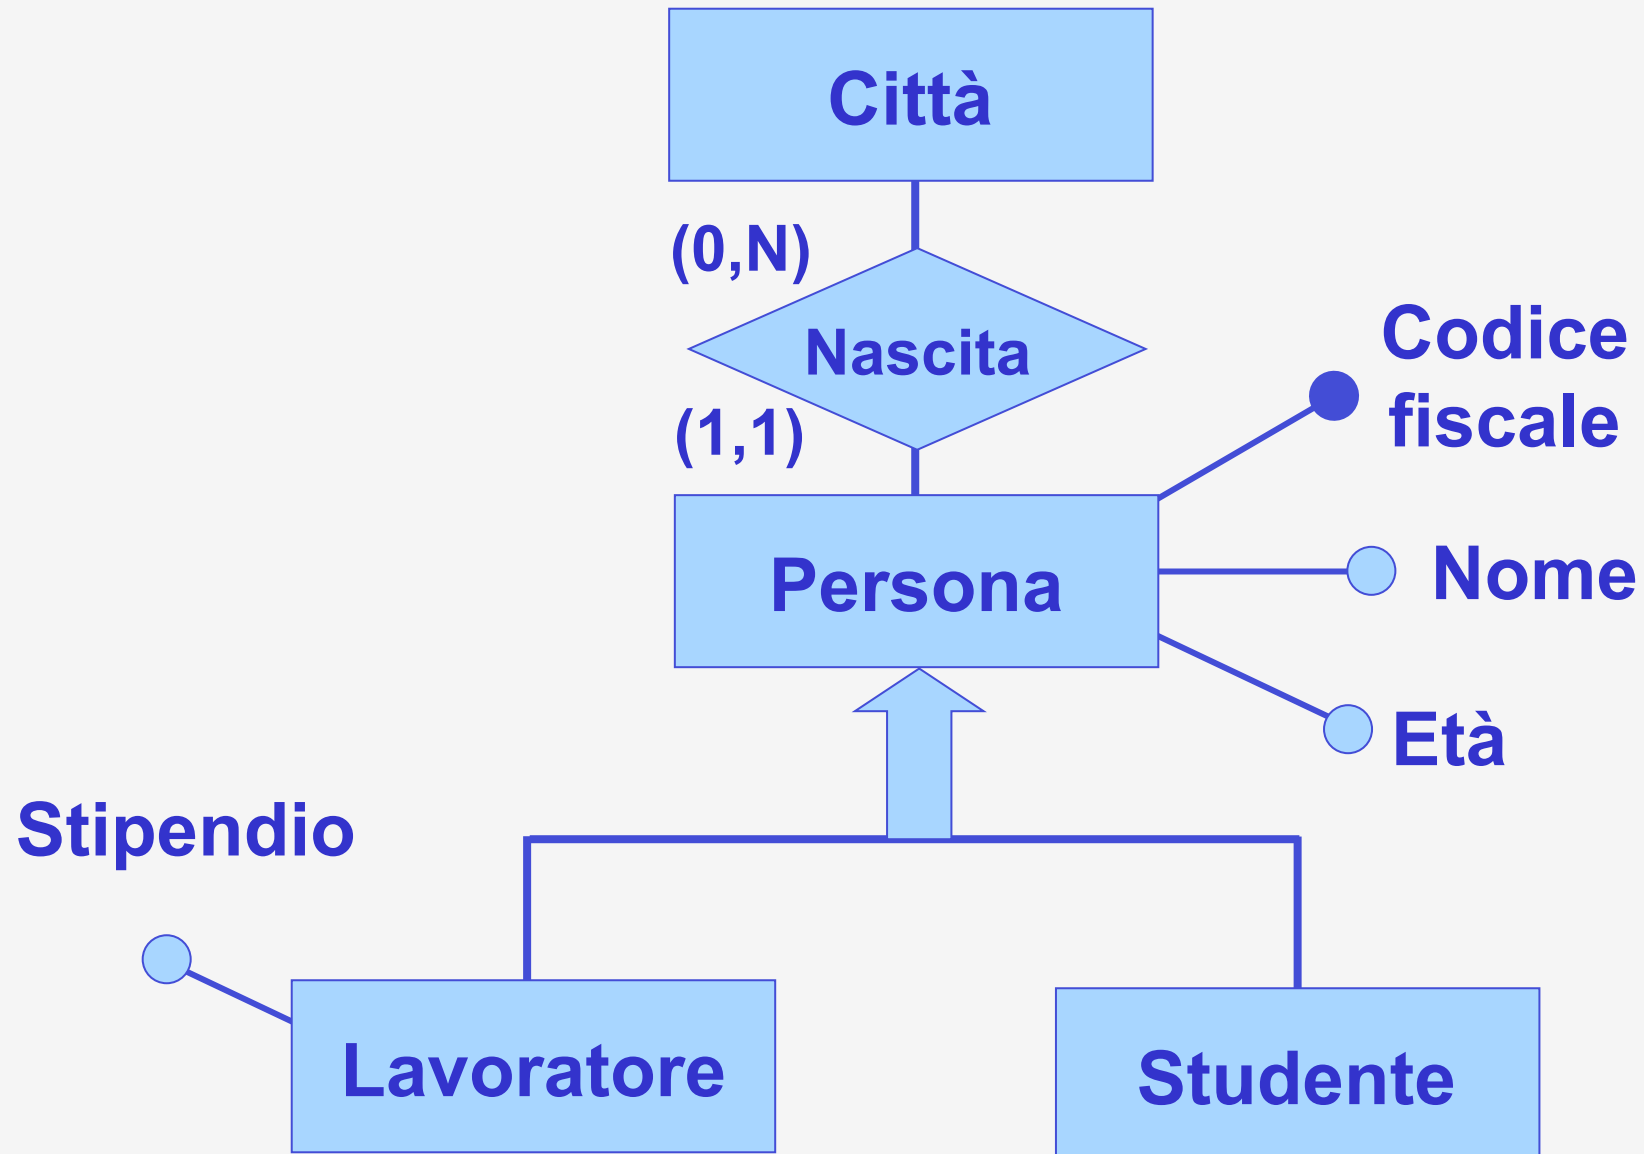 Città
(0,N)
Nascita
(1,1)
Codice
fiscale
Persona
Nome
Età
Stipendio
Lavoratore
Studente